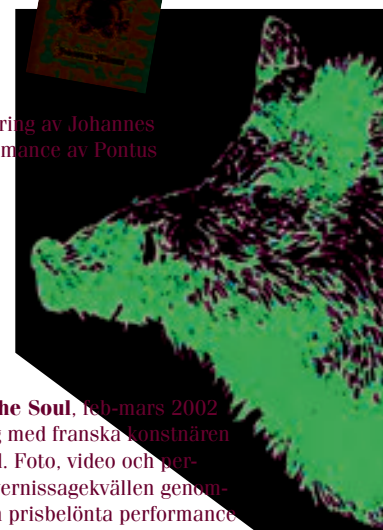 ring av Johannes
mance av Pontus
he Soul, feb-mars 2002
g med franska konstnären
l. Foto, video och per-
vernissagekvällen genom-
n prisbelönta performance